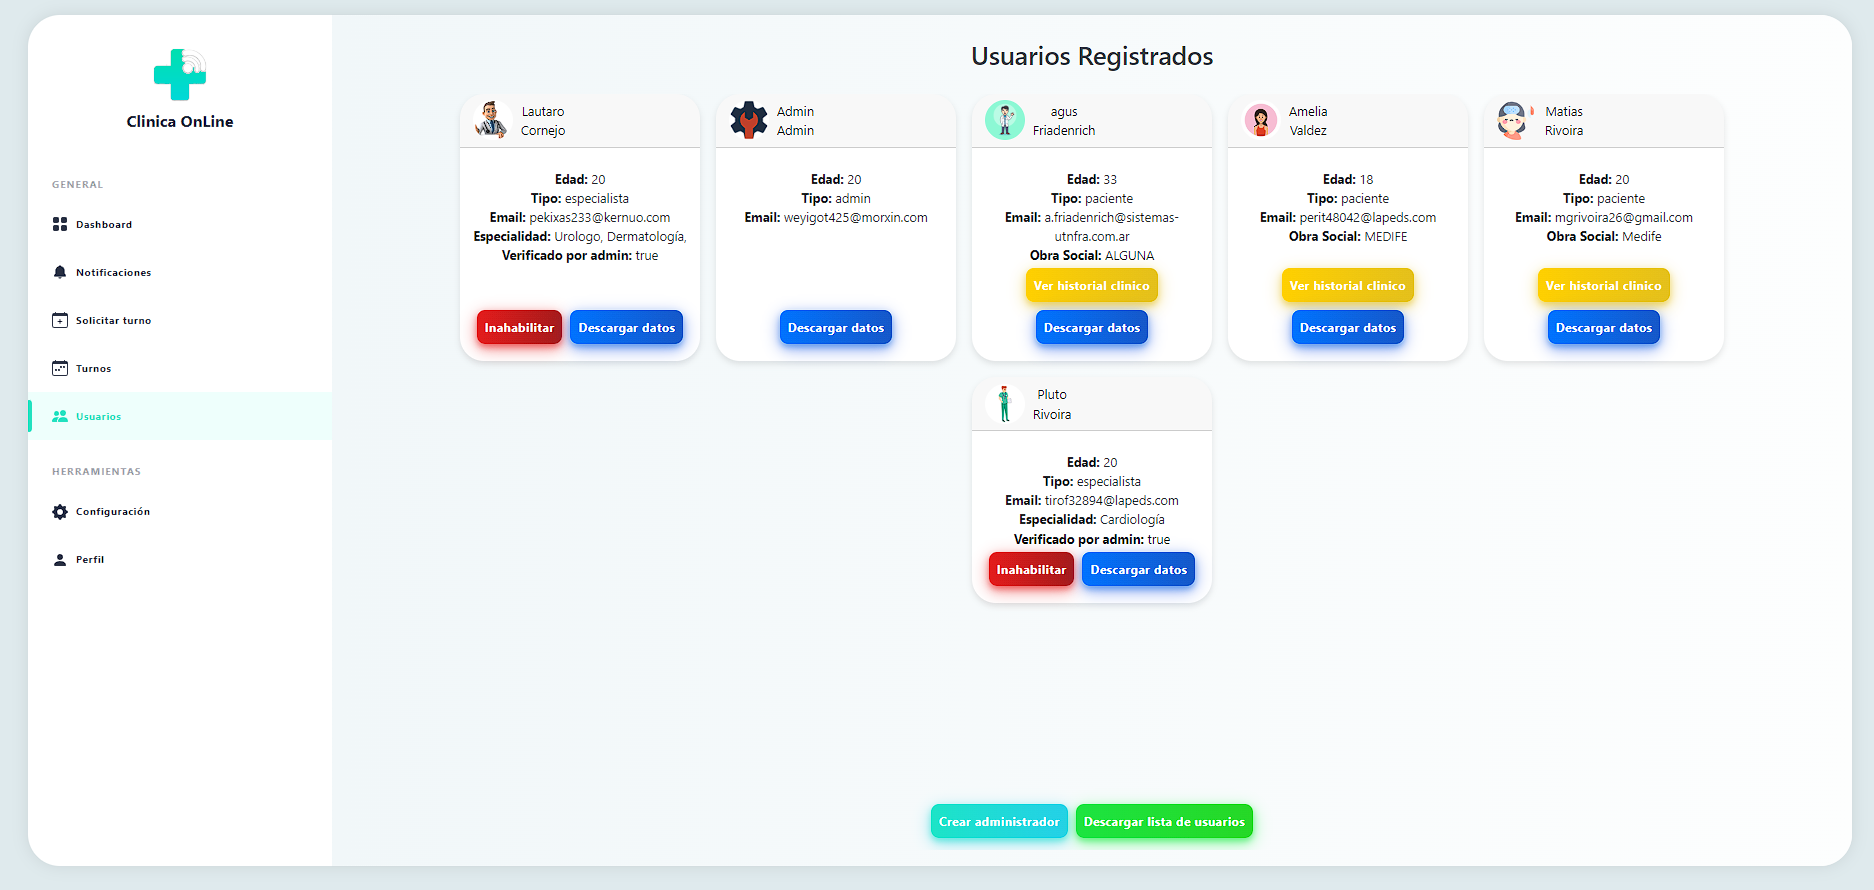 Clinica OnLine
GENERAL
Dashboard
Notificaciones
Solicitar turno
Turnos
Usuarios
HERRAMIENTAS
Configuración
Perfil
Usuarios Registrados
Lautaro
Cornejo
Edad: 20
Tipo: especialista
Email: pekixas233@kernuo.com
Especialidad: Urologo, Dermatología,
Verificado por admin: true
Inahabilitar
Descargar datos
Admin
Admin
Edad: 20
Tipo: admin
Email: weyigot425@morxin.com
Descargar datos
agus
Friadenrich
Edad: 33
Tipo: paciente
Email: a.friadenrich@sistemas-
utnfra.com.ar
Obra Social: ALGUNA
Ver historial clinico
Descargar datos
Amelia
Valdez
Edad: 18
Tipo: paciente
Email: perit48042@lapeds.com
Obra Social: MEDIFE
Ver historial clinico
Descargar datos
Matias
Rivoira
Edad: 20
Tipo: paciente
Email: mgrivoira26@gmail.com
Obra Social: Medife
Ver historial clinico
Descargar datos
Pluto
Rivoira
Edad: 20
Tipo: especialista
Email: tirof32894@lapeds.com
Especialidad: Cardiología
Verificado por admin: true
Inahabilitar
Descargar datos
Crear administrador
Descargar lista de usuarios